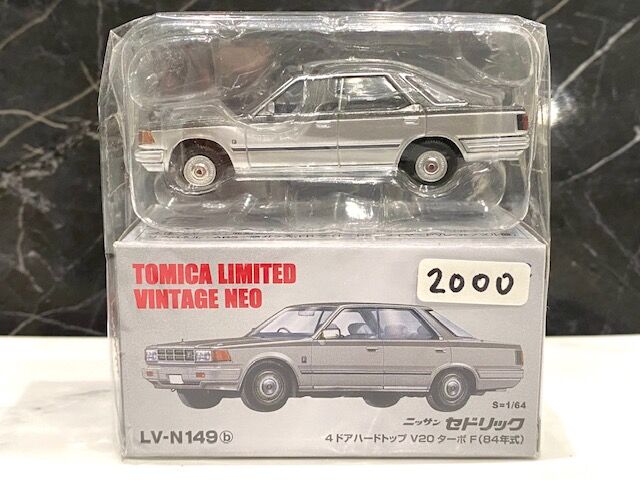 TOMICA LIMITED
VINTAGE NEO
2000
S=1/64
ニッサン セドリック
LV-N149ⓑ
4ドアハードトップ V20 ターボ F(84年式)